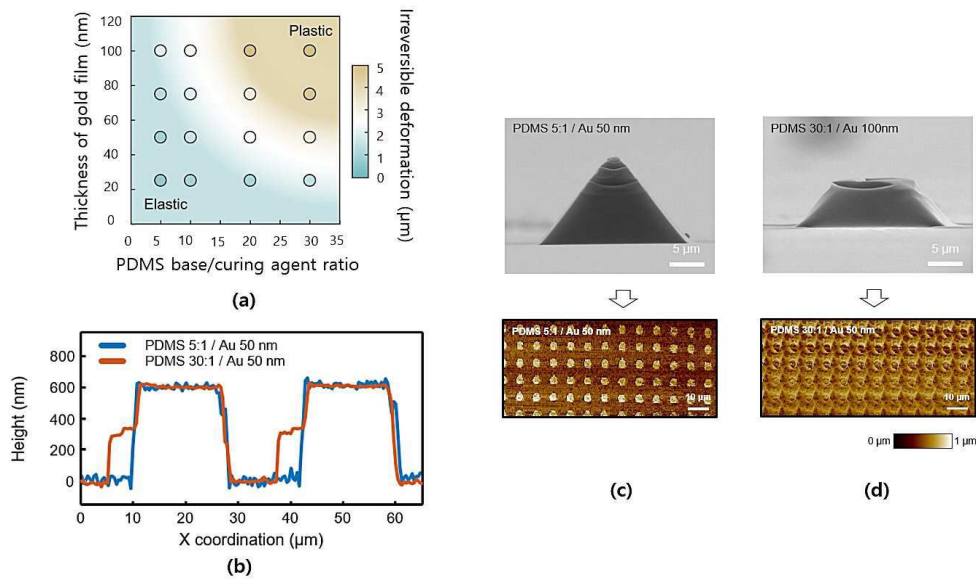 Thickness of gold film (nm)
120
100
80
60
40
20
0
Plastic
Elastic
0
5
10
20
30
35
PDMS base/curing agent ratio
5
4
3
2
1
0
Irreversible deformation (μm)
(a)
PDMS 5:1 / Au 50 nm
PDMS 30:1 / Au 50 nm
Height (nm)
800
600
400
200
0
0
10
20
30
40
50
60
X coordination (μm)
(b)
PDMS 5:1 / Au 50 nm
5 μm
PDMS 5:1 / Au 50 nm
10 μm
(c)
PDMS 30:1 / Au 100nm
5 μm
PDMS 30:1 / Au 50 nm
10 μm
0 μm
1 μm
(d)